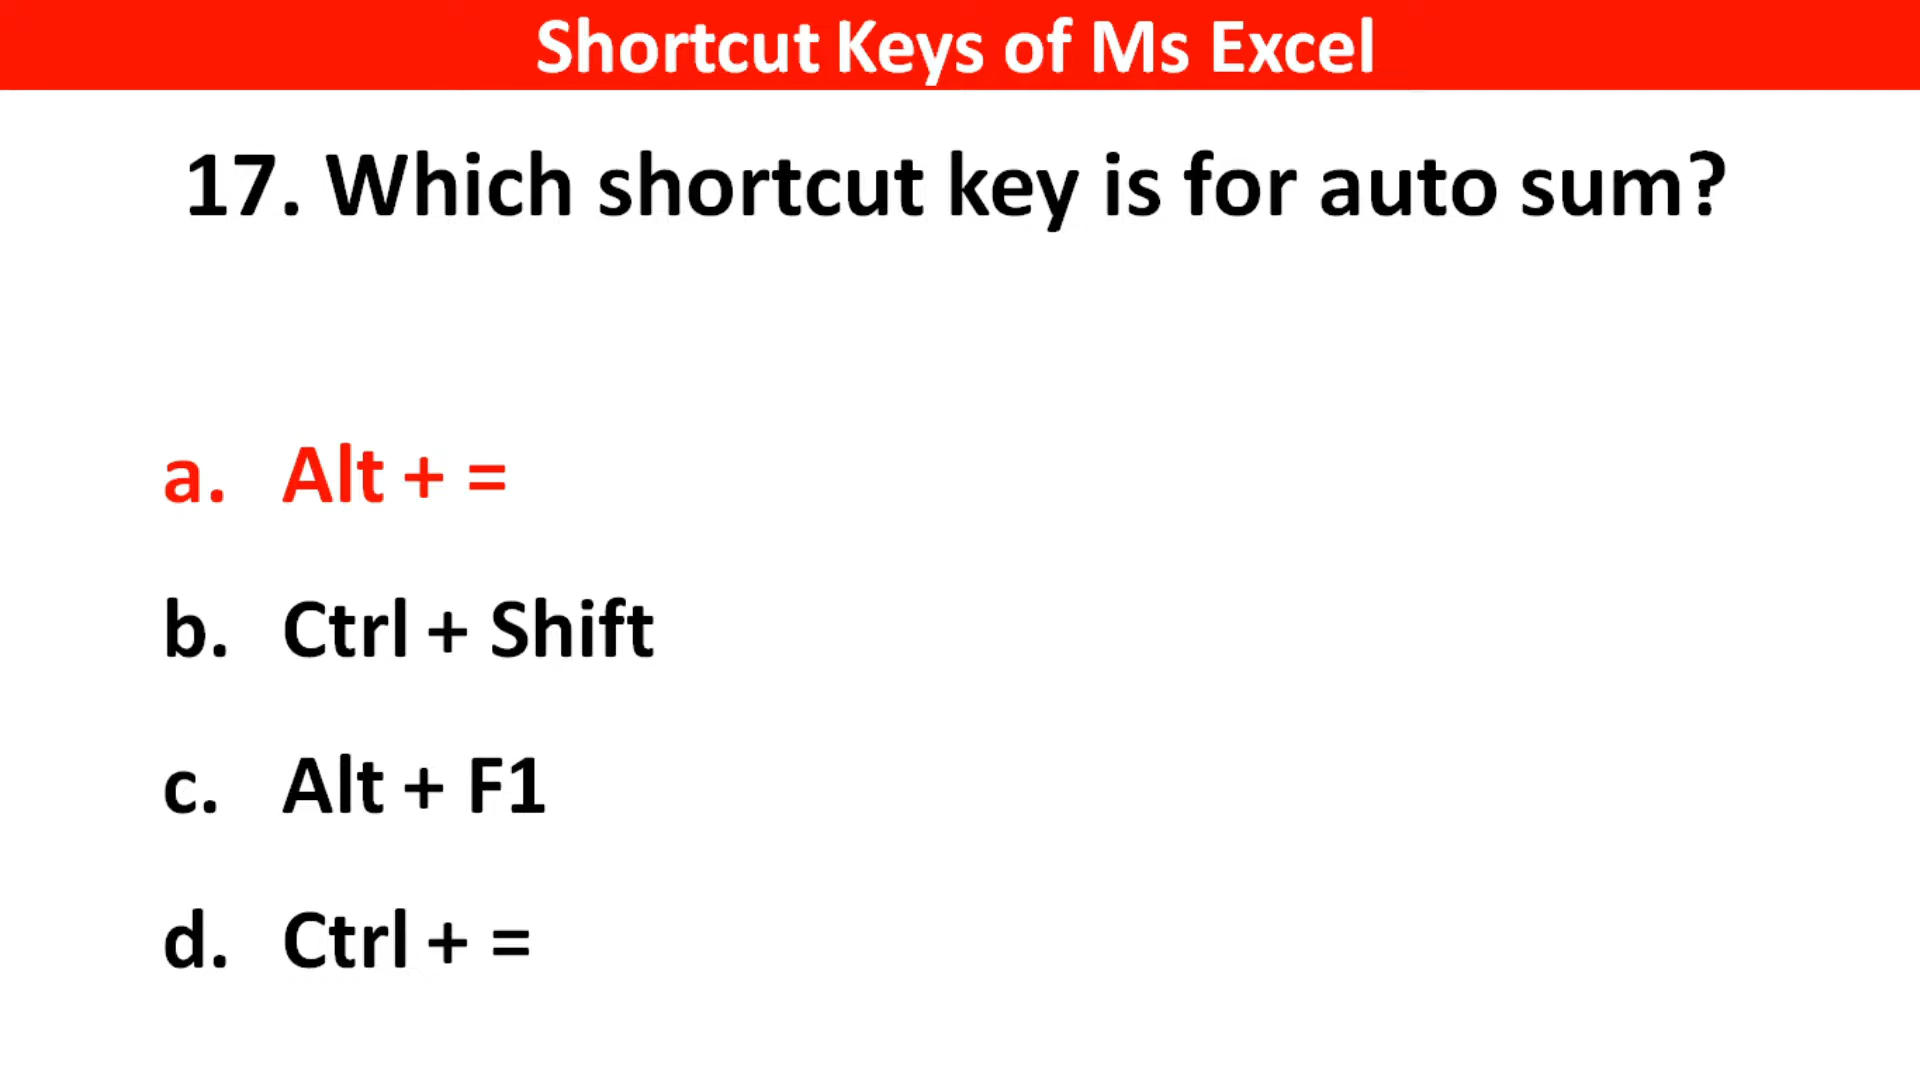 Shortcut Keys of Ms Excel
17. Which shortcut key is for auto sum?
a. Alt + =
b. Ctrl + Shift
c. Alt + F1
d. Ctrl + =